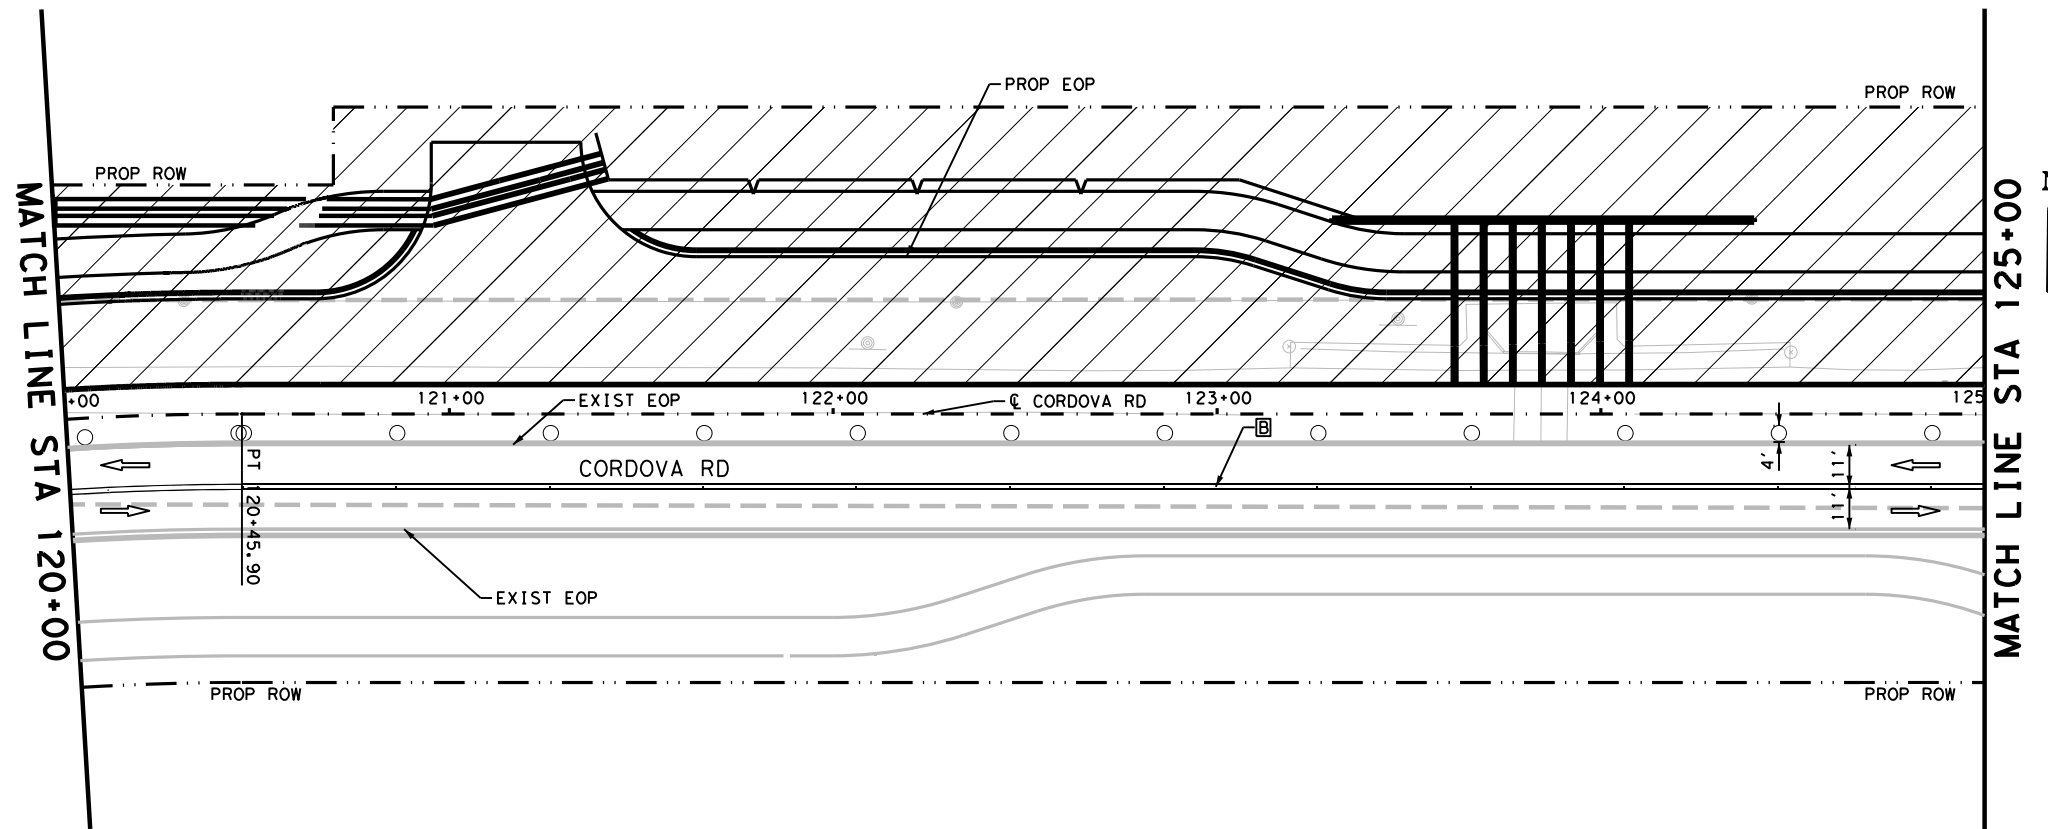 PROP EOP
PROP ROW
PROP ROW
MATCH LINE STA 120+00
MATCH LINE STA 125+00
+00
121+00
EXIST EOP
122+00
℄ CORDOVA RD
123+00
124+00
125
B
CORDOVA RD
PT 120+45.90
4'
11'
11'
EXIST EOP
PROP ROW
PROP ROW